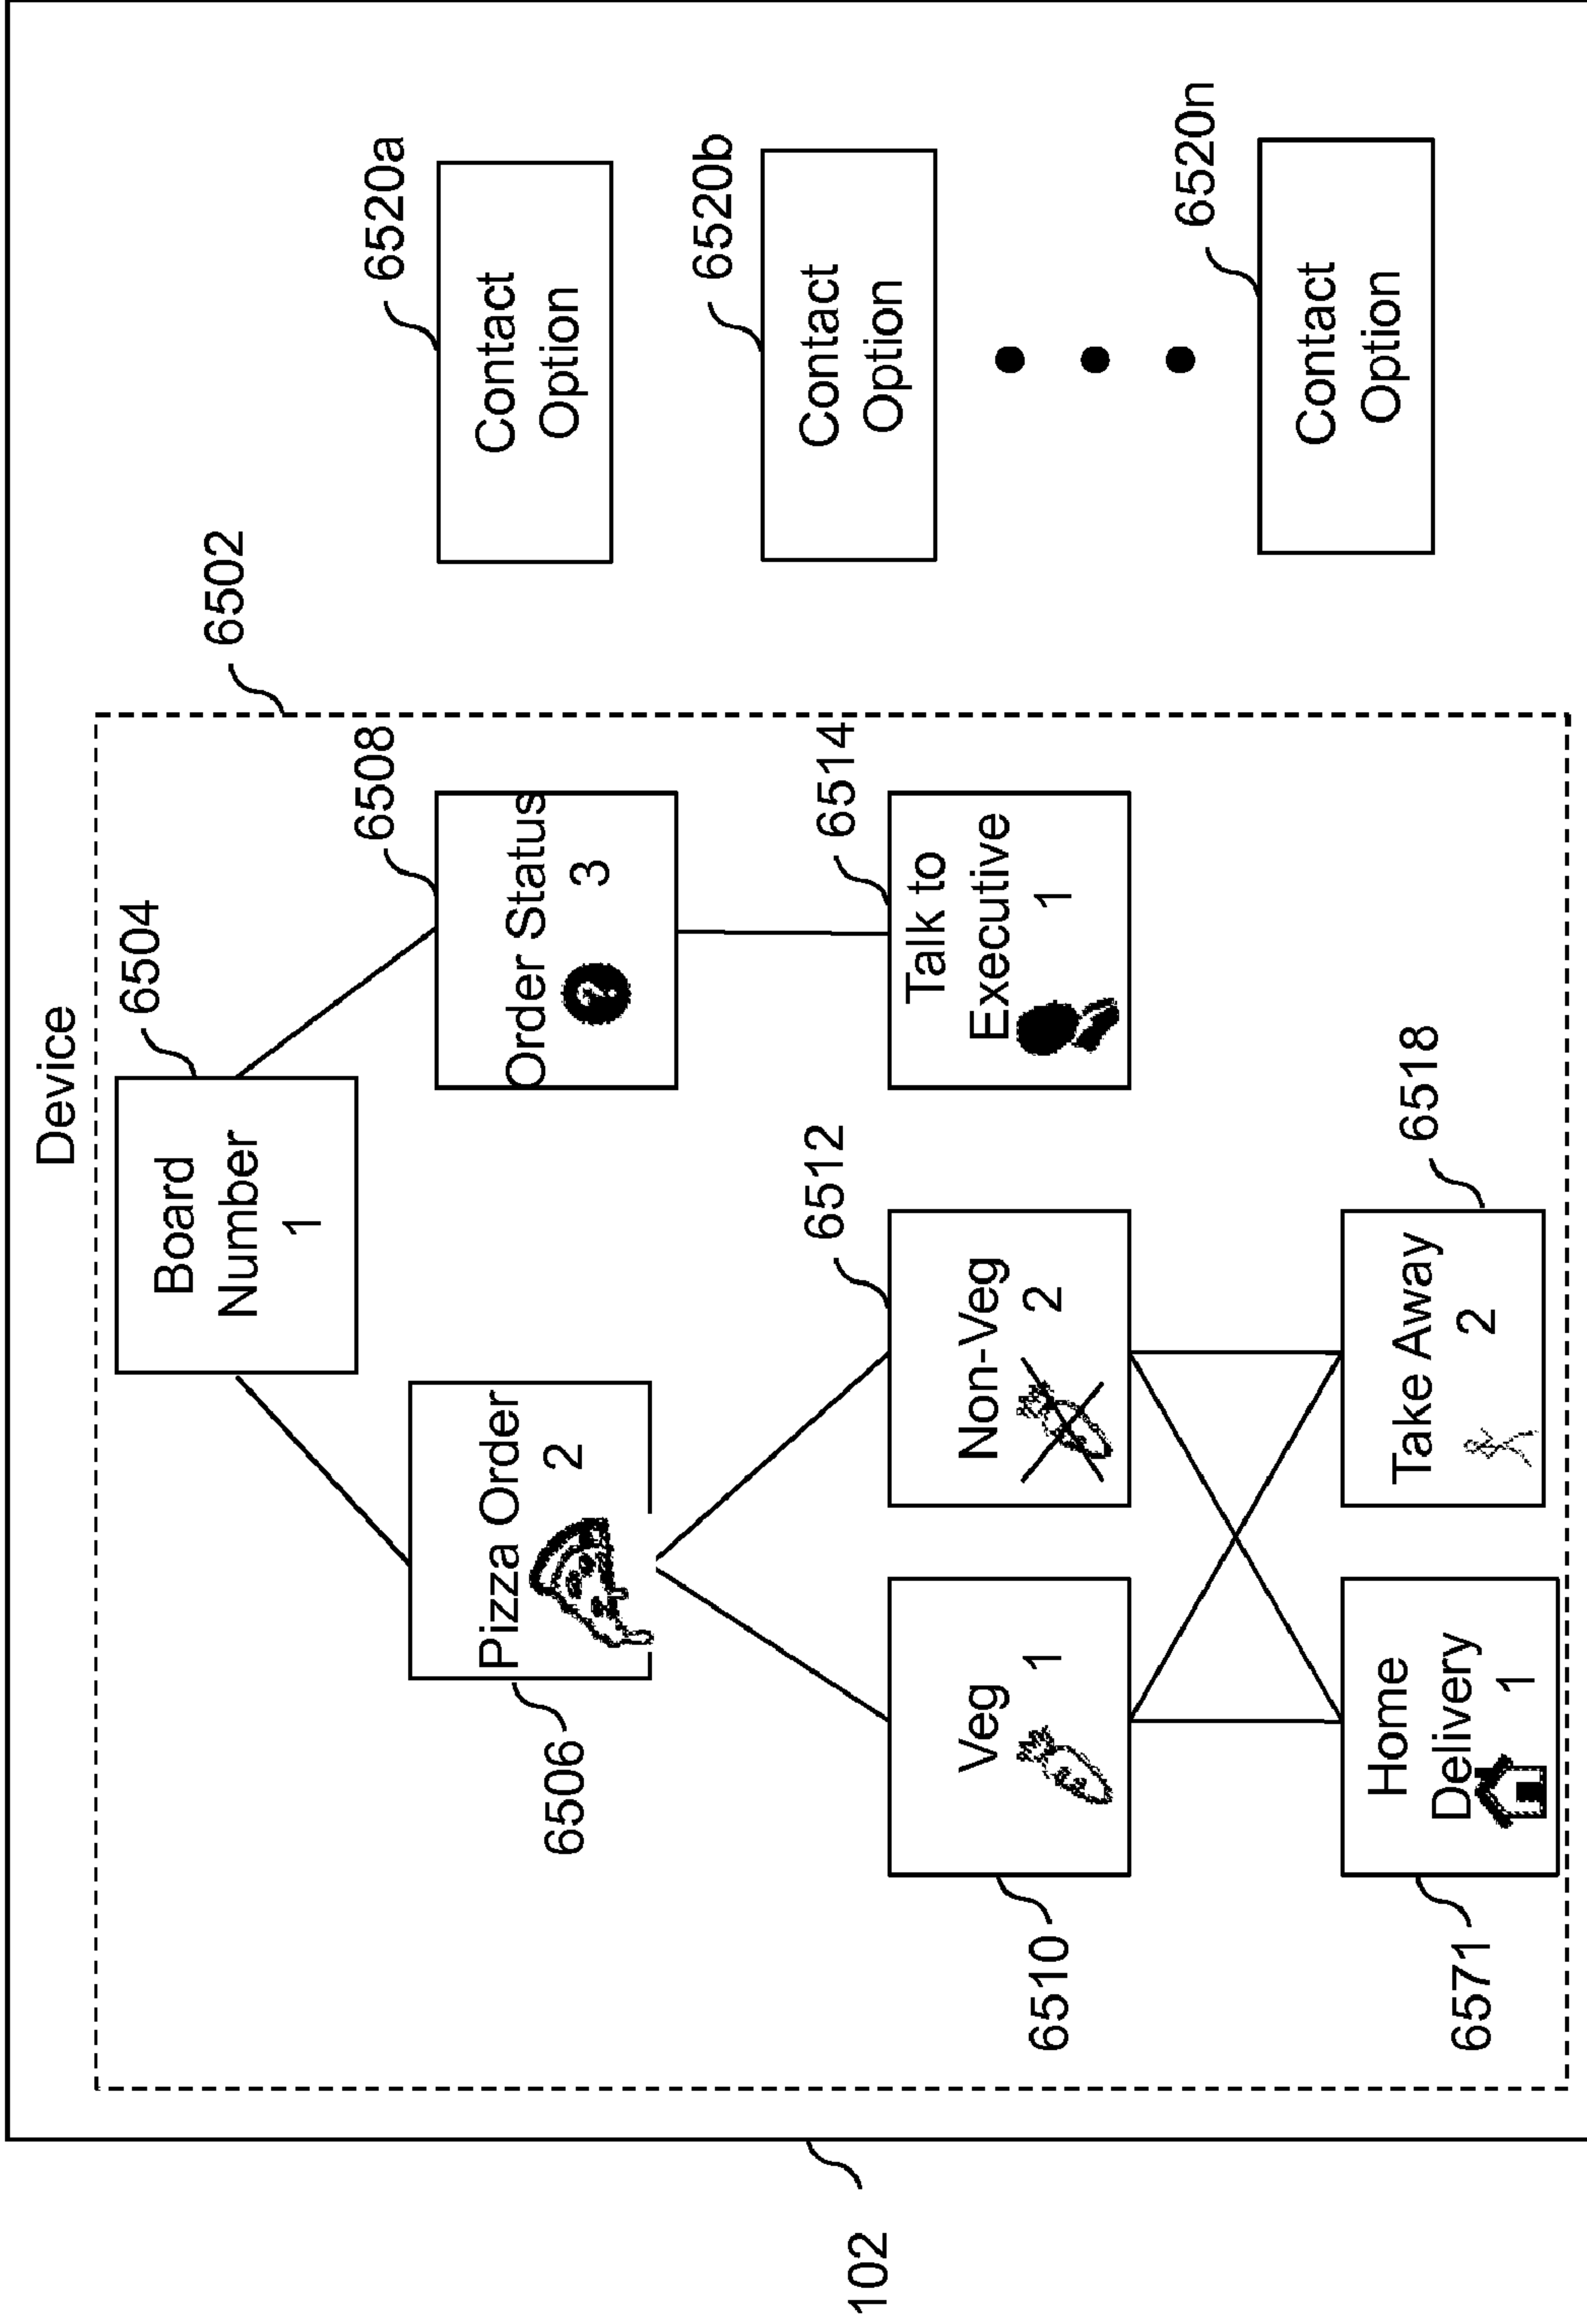 Device
102
6502
Board
Number
1
6504
Pizza Order
2
6506
Order Status
?
3
6508
Veg
1
6510
Non-Veg
2
6512
Talk to
Executive
1
6514
Home
Delivery
1
6571
Take Away
2
6518
Contact
Option
6520a
Contact
Option
6520b
Contact
Option
6520n